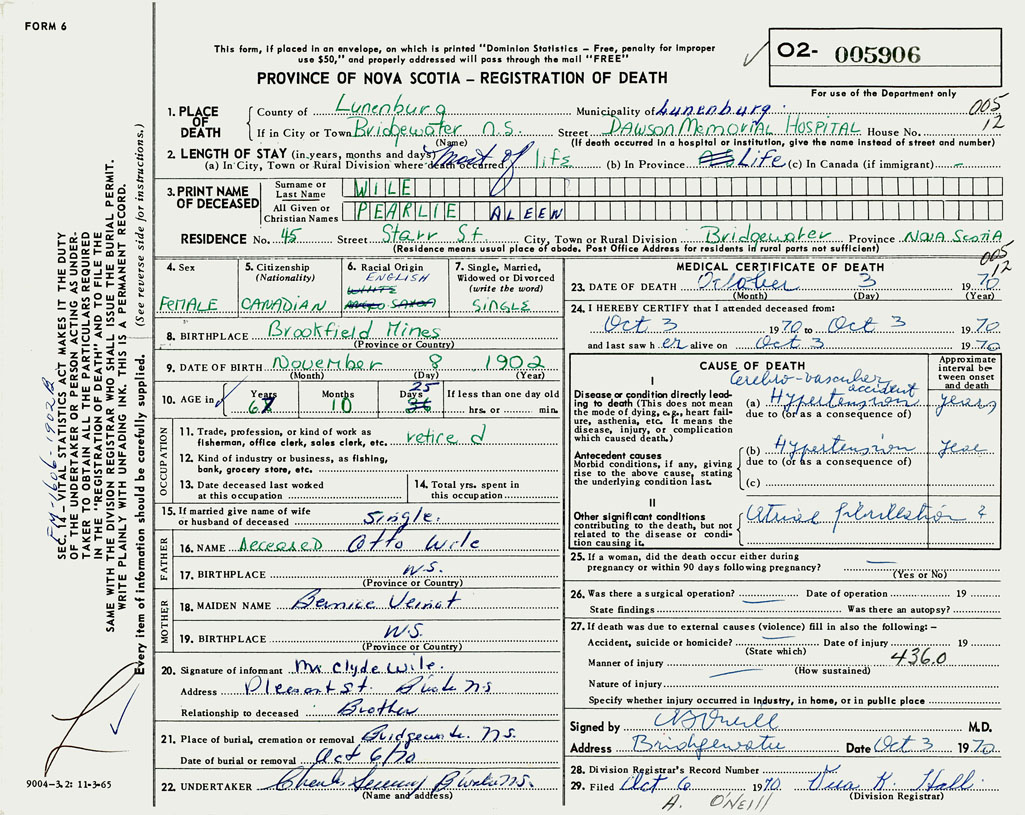 FORM 6
This form, if placed in an envelope, on which is printed "Dominion Statistics – Free, penalty for improper
use $50," and properly addressed will pass through the mail "FREE"
PROVINCE OF NOVA SCOTIA – REGISTRATION OF DEATH
O2- 005906
For use of the Department only
005
12
1. PLACE OF DEATH
County of Lunenburg Municipality of Lunenburg.
If in City or Town Bridgewater N.S. Street DAWSON MEMORIAL HOSPITAL House No.
(Name) (If death occurred in a hospital or institution, give the name instead of street and number)
2. LENGTH OF STAY (in years, months and days)
(a) In City, Town or Rural Division where death occurred Most of life (b) In Province Life (c) In Canada (if immigrant) –
3. PRINT NAME OF DECEASED
Surname or Last Name WILE
All Given or Christian Names PEARLIE ALEEN
RESIDENCE No. 45 Street Starr St City, Town or Rural Division Bridgewater Province NOVA SCOTIA
(Residence means usual place of abode. Post Office Address for residents in rural parts not sufficient)
005
12
4. Sex
FEMALE
5. Citizenship
(Nationality)
CANADIAN
6. Racial Origin
ENGLISH
WHITE
7. Single, Married,
Widowed or Divorced
(write the word)
SINGLE
8. BIRTHPLACE Brookfield Mines
(Province or Country)
9. DATE OF BIRTH November 8 1902
(Month) (Day) (Year)
10. AGE in Years 67 Months 10 Days 25 If less than one day old
hrs. or min.
OCCUPATION
11. Trade, profession, or kind of work as
fisherman, office clerk, sales clerk, etc. retired
12. Kind of industry or business, as fishing,
bank, grocery store, etc.
13. Date deceased last worked
at this occupation
14. Total yrs. spent in
this occupation
15. If married give name of wife
or husband of deceased Single.
FATHER
16. NAME Deceased Otto Wile
17. BIRTHPLACE N.S.
(Province or Country)
MOTHER
18. MAIDEN NAME Bernice Veinot
19. BIRTHPLACE N.S.
(Province or Country)
20. Signature of informant Mr Clyde Wile.
Address Pleasant St. N.S
Relationship to deceased Brother
21. Place of burial, cremation or removal Bridgewater N.S.
Date of burial or removal Oct 6/70
22. UNDERTAKER
(Name and address)
MEDICAL CERTIFICATE OF DEATH
23. DATE OF DEATH October 3 1970
(Month) (Day) (Year)
24. I HEREBY CERTIFY that I attended deceased from:
Oct 3 1970 to Oct 3 1970
and last saw her alive on Oct 3 1970
CAUSE OF DEATH
Approximate
interval be-
tween onset
and death
I
Disease or condition directly lead-
ing to death (This does not mean
the mode of dying, e.g., heart fail-
ure, asthenia, etc. It means the
disease, injury, or complication
which caused death.)
Cerebro-vascular accident
(a) Hypertension years
due to (or as a consequence of)
Antecedent causes
Morbid conditions, if any, giving
rise to the above cause, stating
the underlying condition last.
(b) Hypertension
due to (or as a consequence of)
(c)
II
Other significant conditions
contributing to the death, but not
related to the disease or condi-
tion causing it.
Atrial fibrillation
25. If a woman, did the death occur either during
pregnancy or within 90 days following pregnancy? —
(Yes or No)
26. Was there a surgical operation? — Date of operation 19
State findings Was there an autopsy?
27. If death was due to external causes (violence) fill in also the following: –
Accident, suicide or homicide? — Date of injury 19
(State which)
436.0
Manner of injury
(How sustained)
Nature of injury
Specify whether injury occurred in industry, in home, or in public place
Signed by M.D.
Address Bridgewater Date Oct 3 1970
28. Division Registrar's Record Number
29. Filed Oct 6 1970 Vera K. Hall
(Division Registrar)
A. O'NEILL
SEC. 14 – VITAL STATISTICS ACT MAKES IT THE DUTY
OF THE UNDERTAKER OR PERSON ACTING AS UNDER-
TAKER TO OBTAIN ALL THE PARTICULARS REQUIRED
IN THE "REGISTRATION OF DEATH" AND TO FILE THE
SAME WITH THE DIVISION REGISTRAR WHO SHALL ISSUE THE BURIAL PERMIT.
WRITE PLAINLY WITH UNFADING INK. THIS IS A PERMANENT RECORD.
Every item of information should be carefully supplied. (See reverse side for instructions.)
9004–3.2: 11-3-65